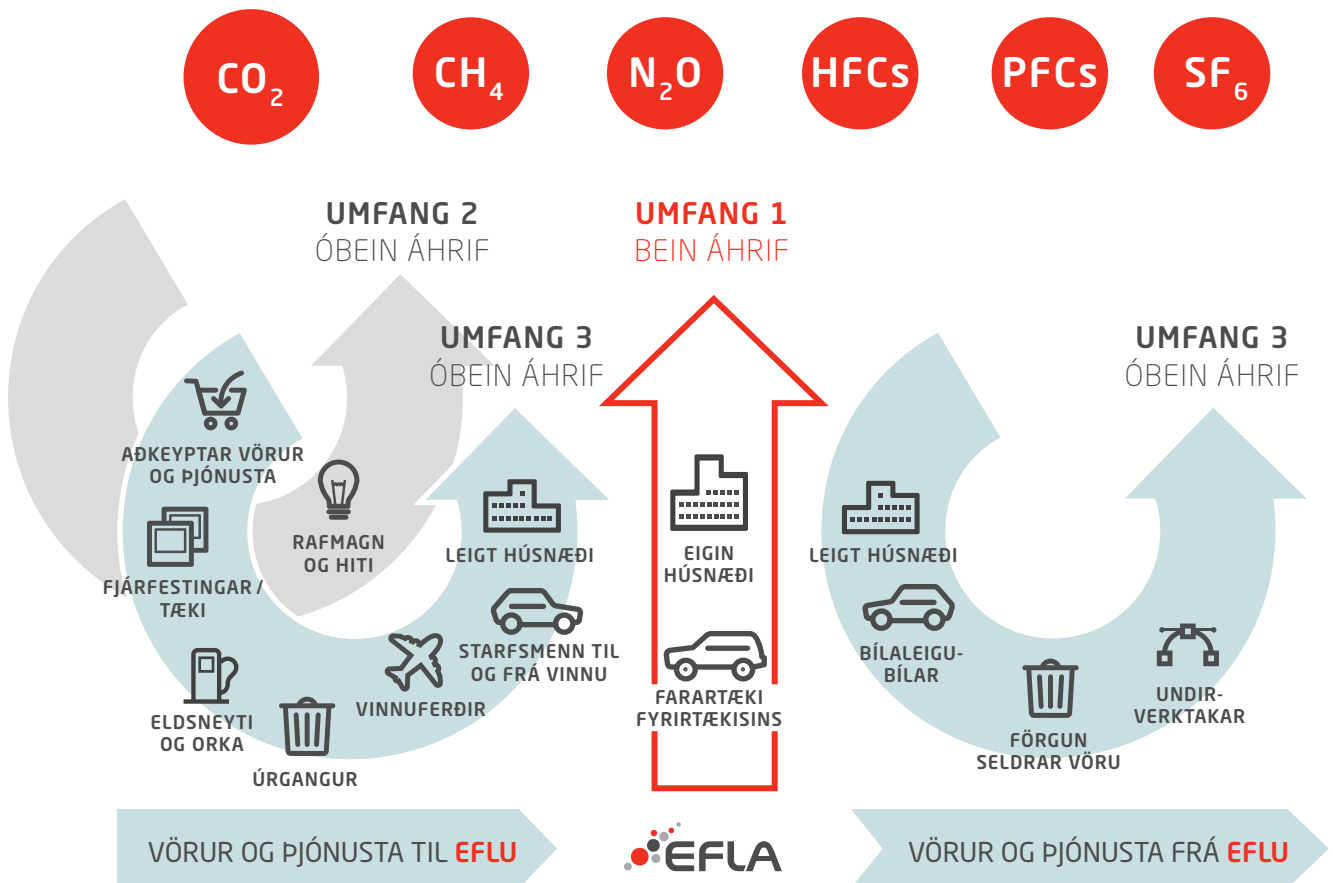 CO2
CH4
N2O
HFCs
PFCs
SF6
UMFANG 2
ÓBEIN ÁHRIF
UMFANG 1
BEIN ÁHRIF
UMFANG 3
ÓBEIN ÁHRIF
UMFANG 3
ÓBEIN ÁHRIF
AÐKEYPTAR VÖRUR
OG ÞJÓNUSTA
RAFMAGN
OG HITI
FJÁRFESTINGAR /
TÆKI
ELDSNEYTI
OG ORKA
ÚRGANGUR
VINNUFERÐIR
LEIGT HÚSNÆÐI
STARFSMENN TIL
OG FRÁ VINNU
EIGIN
HÚSNÆÐI
FARARTÆKI
FYRIRTÆKISINS
LEIGT HÚSNÆÐI
BÍLALEIGU-
BÍLAR
FÖRGUN
SELDRAR VÖRU
UNDIR-
VERKTAKAR
VÖRUR OG ÞJÓNUSTA TIL EFLU
EFLA
VÖRUR OG ÞJÓNUSTA FRÁ EFLU